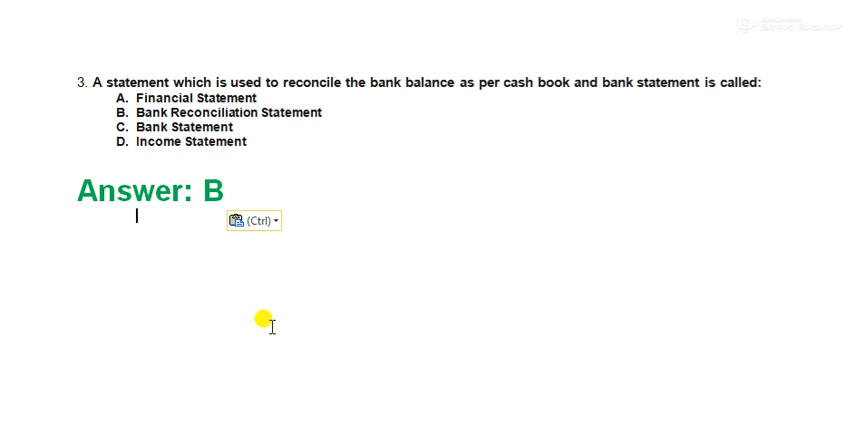 3. A statement which is used to reconcile the bank balance as per cash book and bank statement is called:
A. Financial Statement
B. Bank Reconciliation Statement
C. Bank Statement
D. Income Statement
Answer: B
(Ctrl)